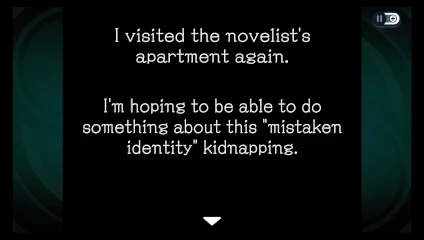 I visited the novelist's
apartment again.
I'm hoping to be able to do
something about this "mistaken
identity" kidnapping.